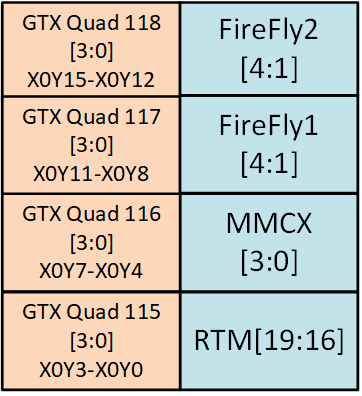 GTX Quad 118
[3:0]
X0Y15-X0Y12
FireFly2
[4:1]
GTX Quad 117
[3:0]
X0Y11-X0Y8
FireFly1
[4:1]
GTX Quad 116
[3:0]
X0Y7-X0Y4
MMCX
[3:0]
GTX Quad 115
[3:0]
X0Y3-X0Y0
RTM[19:16]